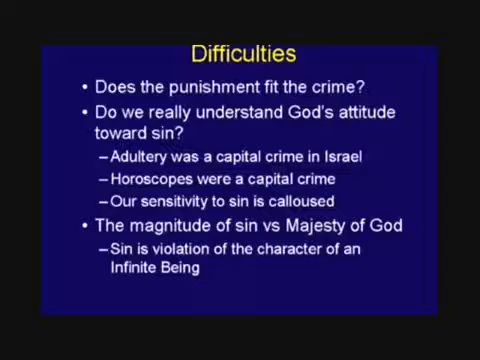 Difficulties
• Does the punishment fit the crime?
• Do we really understand God's attitude
toward sin?
– Adultery was a capital crime in Israel
– Horoscopes were a capital crime
– Our sensitivity to sin is calloused
• The magnitude of sin vs Majesty of God
– Sin is violation of the character of an
Infinite Being